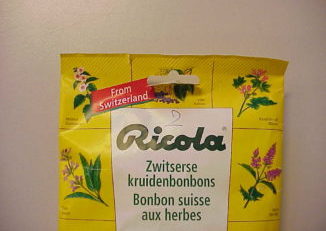 From
Switzerland
Ricola
Zwitserse
kruidenbonbons
Bonbon suisse
aux herbes